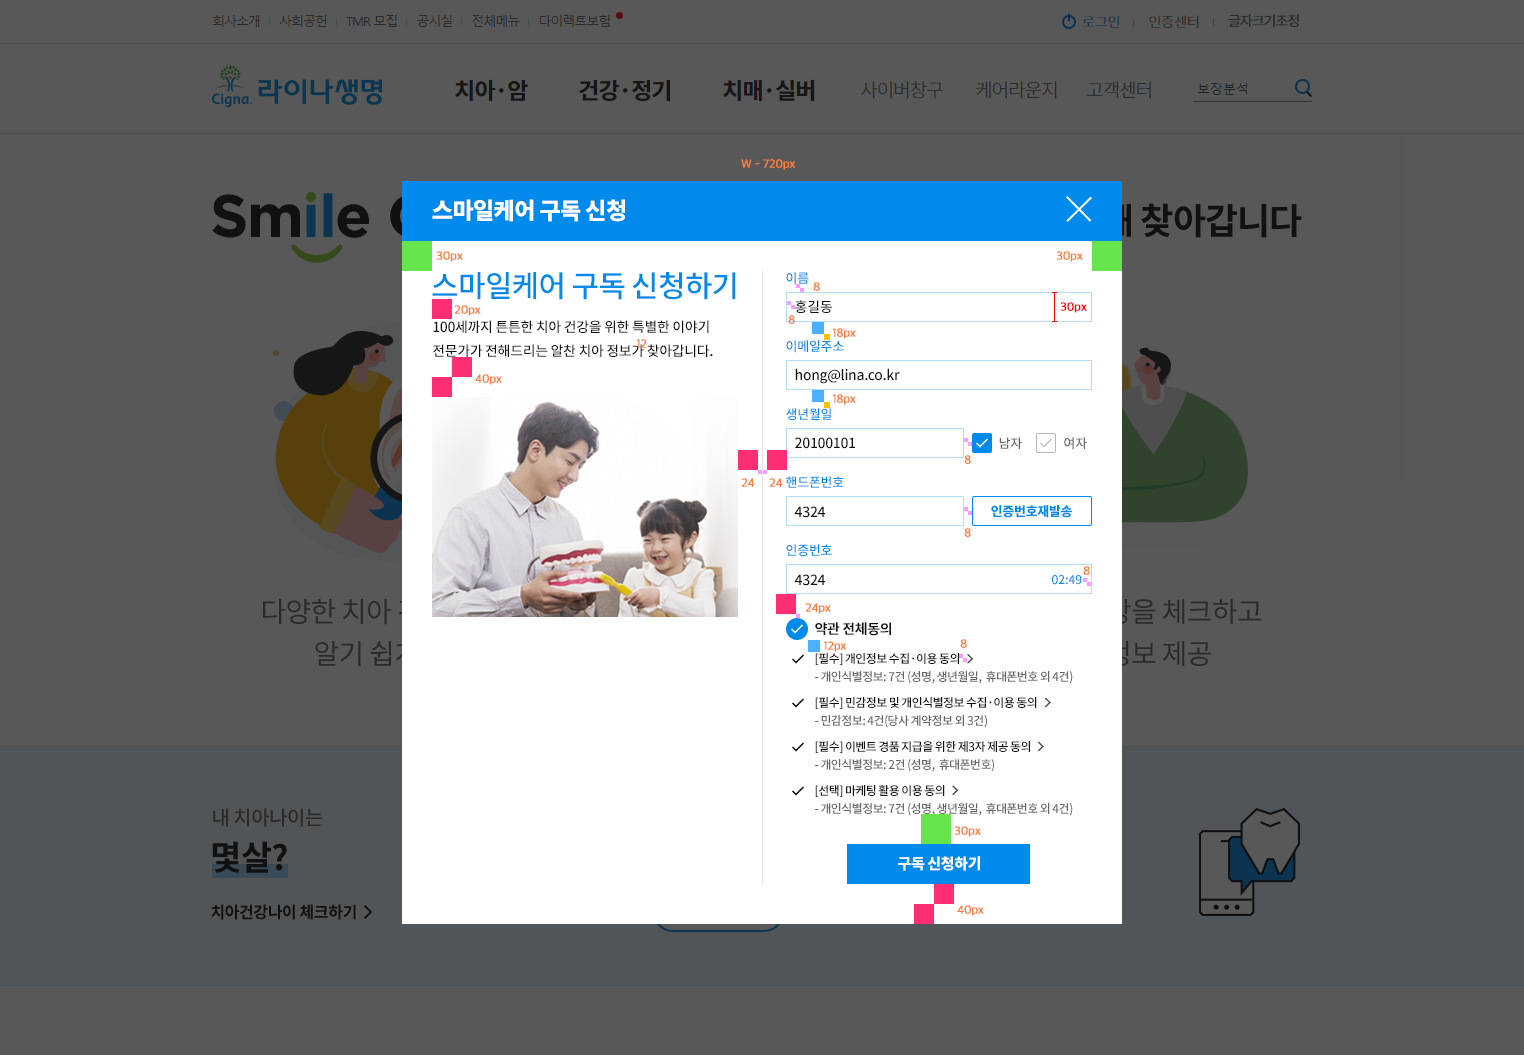 회사소개 사회공헌 TMR 모집 공시실 전체메뉴 다이렉트보험
로그인 인증센터 글자크기조정
Cigna. 라이나생명 치아·암 건강·정기 치매·실버 사이버창구 케어라운지 고객센터 보장분석
W - 720px
Smile
찾아갑니다
스마일케어 구독 신청
30px
30px
스마일케어 구독 신청하기
20px
100세까지 튼튼한 치아 건강을 위한 특별한 이야기
12
전문가가 전해드리는 알찬 치아 정보가 찾아갑니다.
40px
24 24
이름
8
홍길동
30px
8
18px
이메일주소
hong@lina.co.kr
18px
생년월일
20100101
남자 여자
8
핸드폰번호
4324
인증번호재발송
8
인증번호
4324
02:49
8
24px
약관 전체동의
12px
8
[필수] 개인정보 수집·이용 동의
- 개인식별정보: 7건 (성명, 생년월일, 휴대폰번호 외 4건)
[필수] 민감정보 및 개인식별정보 수집·이용 동의
- 민감정보: 4건(당사 계약정보 외 3건)
[필수] 이벤트 경품 지급을 위한 제3자 제공 동의
- 개인식별정보: 2건 (성명, 휴대폰번호)
[선택] 마케팅 활용 이용 동의
- 개인식별정보: 7건 (성명, 생년월일, 휴대폰번호 외 4건)
30px
구독 신청하기
40px
다양한 치아
알기
체크하고
제공
내 치아나이는
몇살?
치아건강나이 체크하기